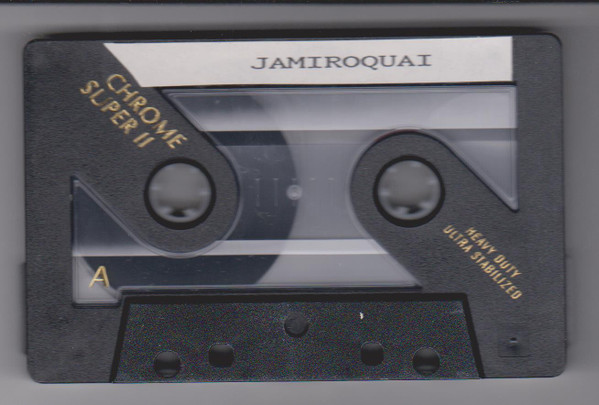 JAMIROQUAI
CHROME
SUPER II
HEAVY DUTY
ULTRA STABILIZED
A